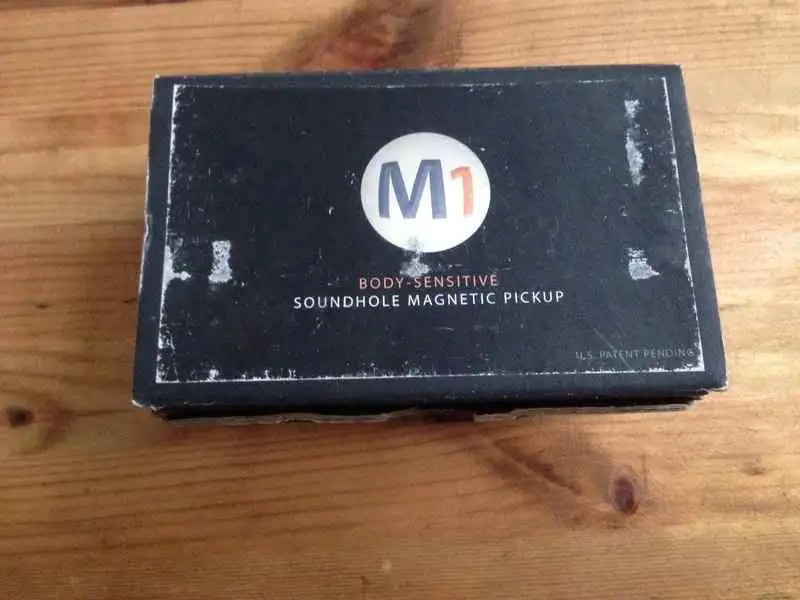 M1
BODY-SENSITIVE
SOUNDHOLE MAGNETIC PICKUP
U.S. PATENT PENDING